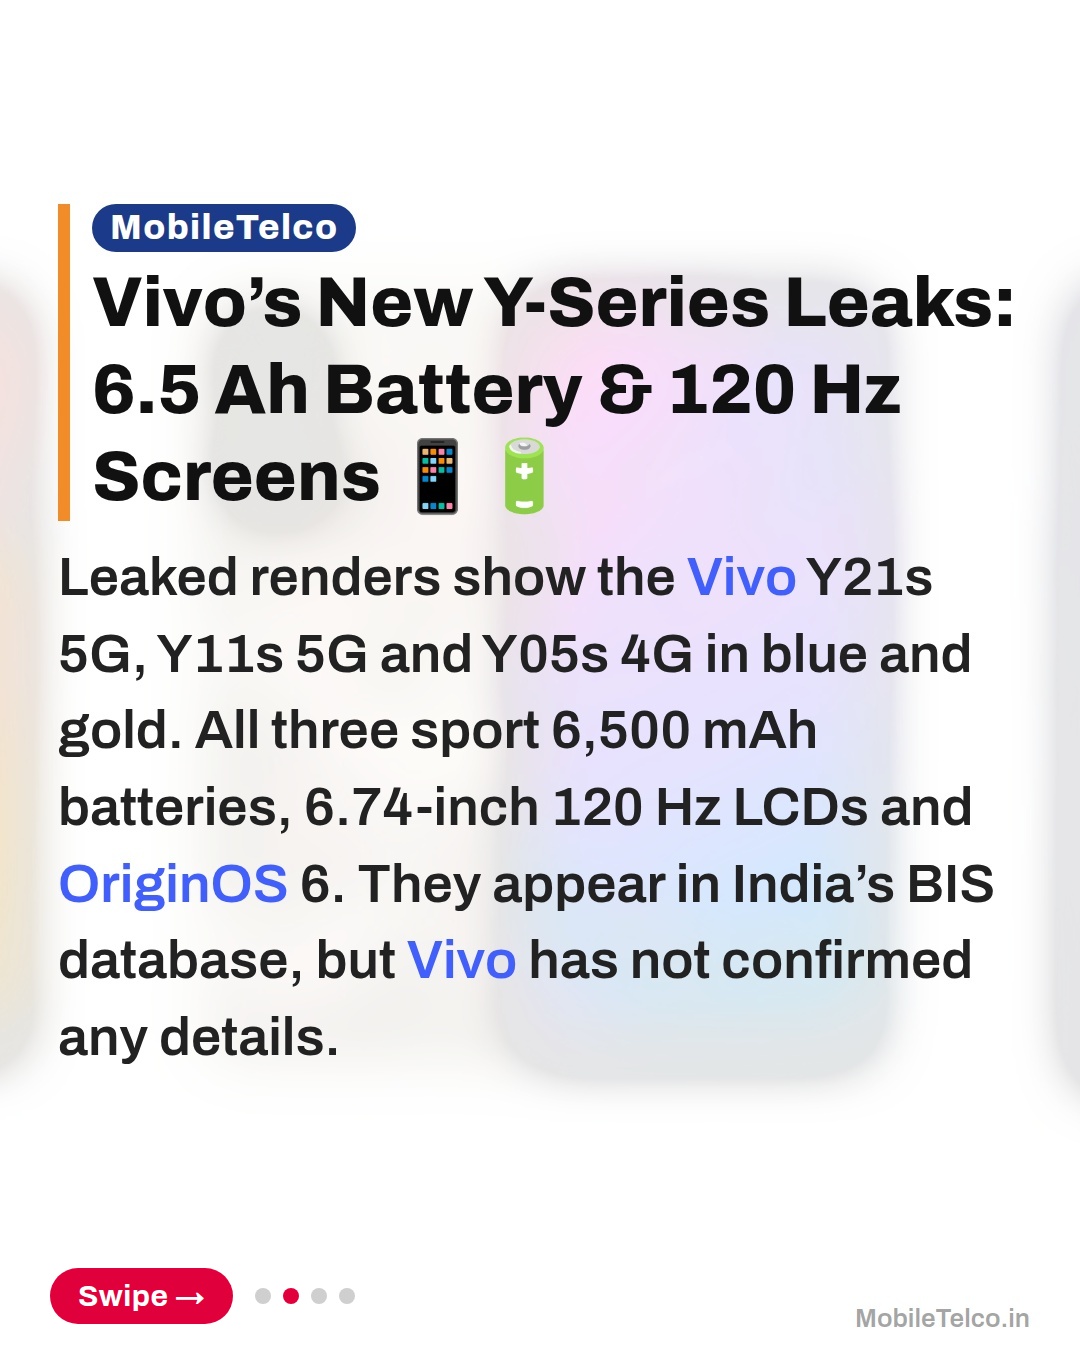 MobileTelco
Vivo’s New Y-Series Leaks:
6.5 Ah Battery & 120 Hz
Screens 📱 🔋
Leaked renders show the Vivo Y21s
5G, Y11s 5G and Y05s 4G in blue and
gold. All three sport 6,500 mAh
batteries, 6.74-inch 120 Hz LCDs and
OriginOS 6. They appear in India’s BIS
database, but Vivo has not confirmed
any details.
Swipe →
MobileTelco.in